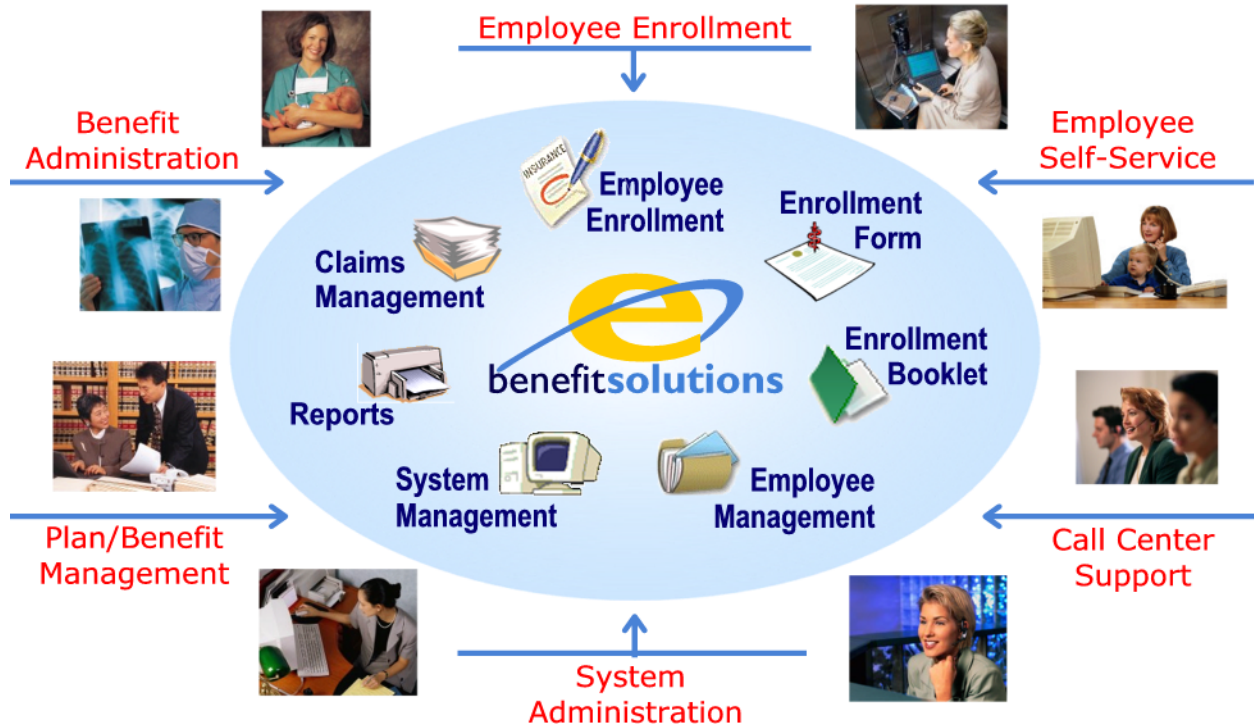 Employee Enrollment
Benefit
Administration
Employee
Self-Service
INSURANCE
Employee
Enrollment
Enrollment
Form
Claims
Management
e
benefitsolutions
Enrollment
Booklet
Reports
System
Management
Employee
Management
Plan/Benefit
Management
Call Center
Support
System
Administration